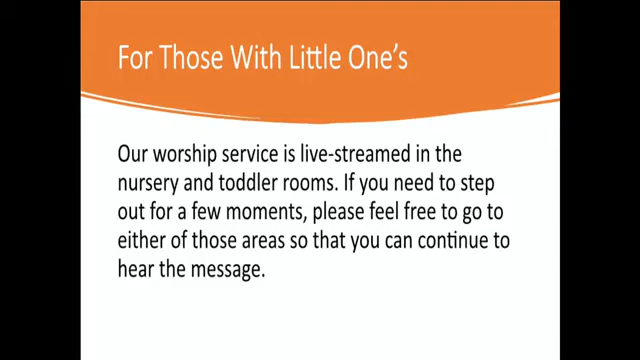 For Those With Little One's
Our worship service is live-streamed in the
nursery and toddler rooms. If you need to step
out for a few moments, please feel free to go to
either of those areas so that you can continue to
hear the message.